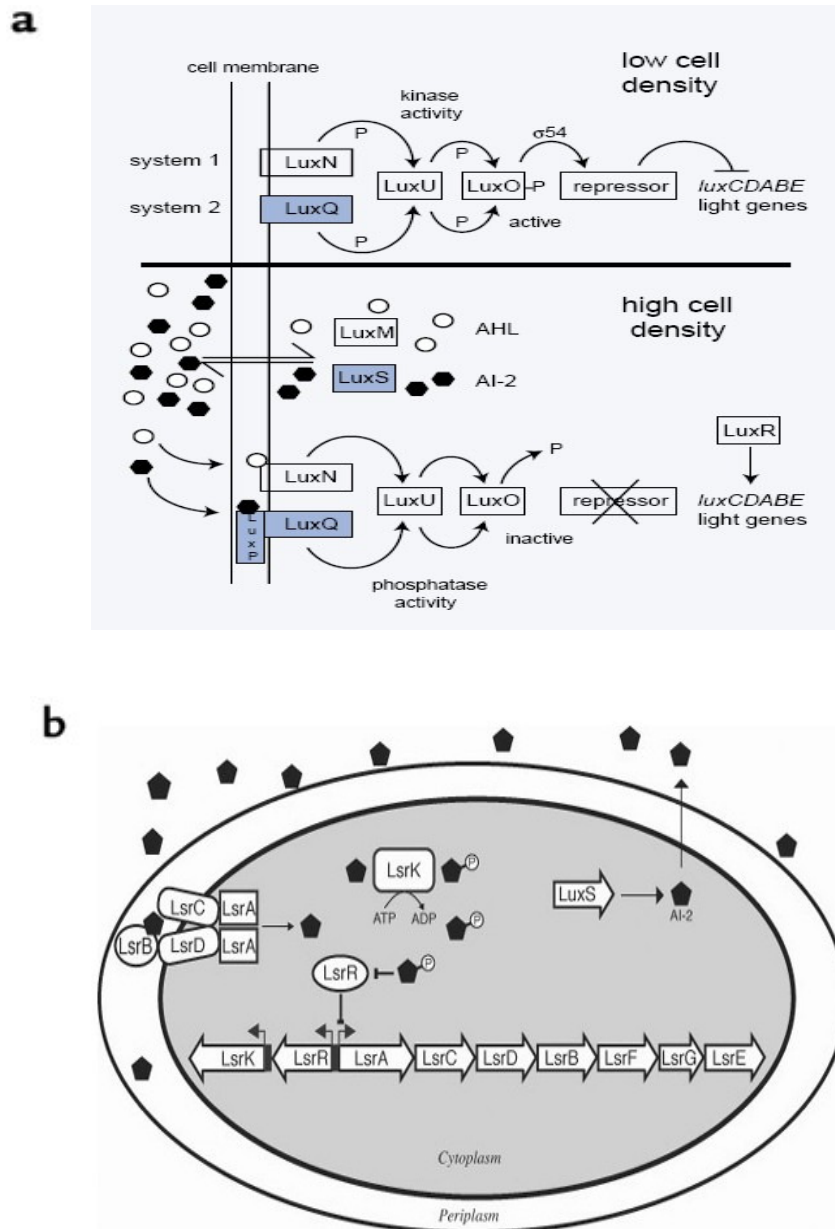 a
cell membrane
low cell
density
kinase
activity
σ54
P
P
system 1
LuxN
LuxU
LuxO
-P
repressor
luxCDABE
light genes
system 2
LuxQ
P
P
active
high cell
density
LuxM
AHL
LuxS
AI-2
P
LuxR
LuxN
LuxU
LuxO
repressor
luxCDABE
light genes
LuxP
LuxQ
inactive
phosphatase
activity
b
LsrC
LsrA
LsrB
LsrD
LsrA
LsrK
P
ATP
ADP
P
LuxS
AI-2
LsrR
P
LsrK
LsrR
LsrA
LsrC
LsrD
LsrB
LsrF
LsrG
LsrE
Cytoplasm
Periplasm